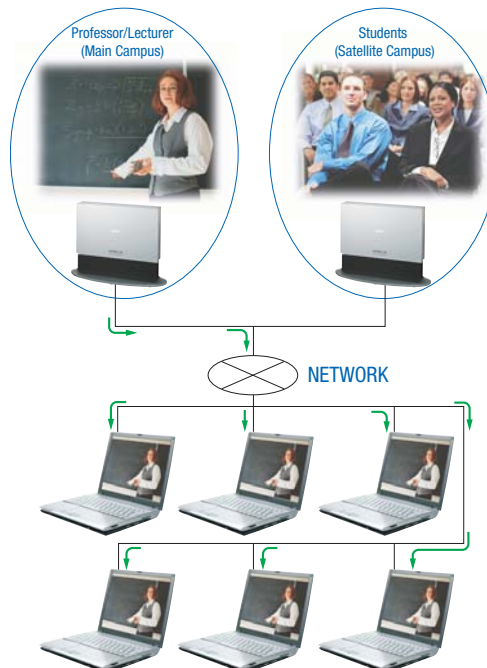 Professor/Lecturer
(Main Campus)
Students
(Satellite Campus)
NETWORK